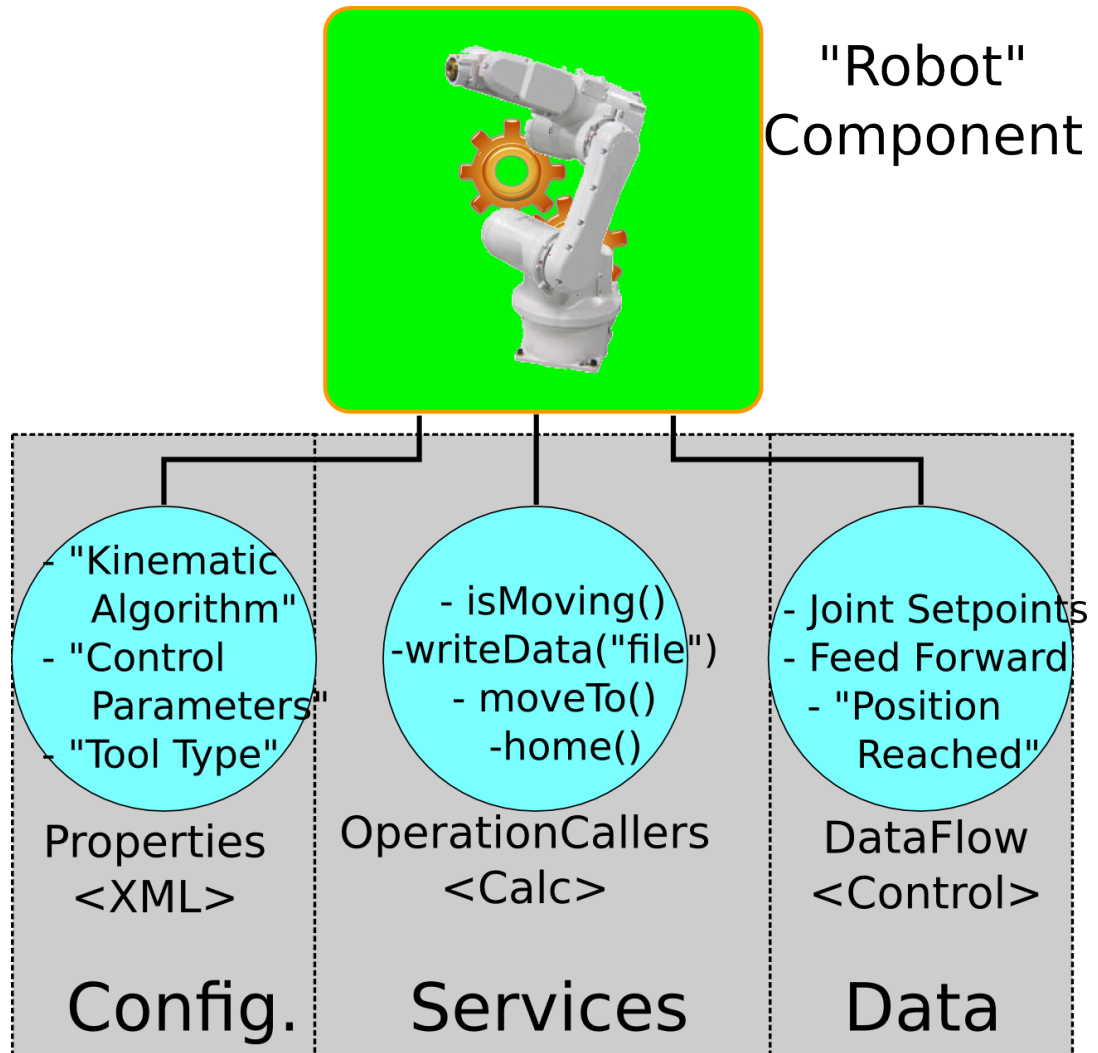 "Robot"
Component
- "Kinematic
Algorithm"
- "Control
Parameters"
- "Tool Type"
Properties
<XML>
Config.
- isMoving()
-writeData("file")
- moveTo()
-home()
OperationCallers
<Calc>
Services
- Joint Setpoints
- Feed Forward
- "Position
Reached"
DataFlow
<Control>
Data